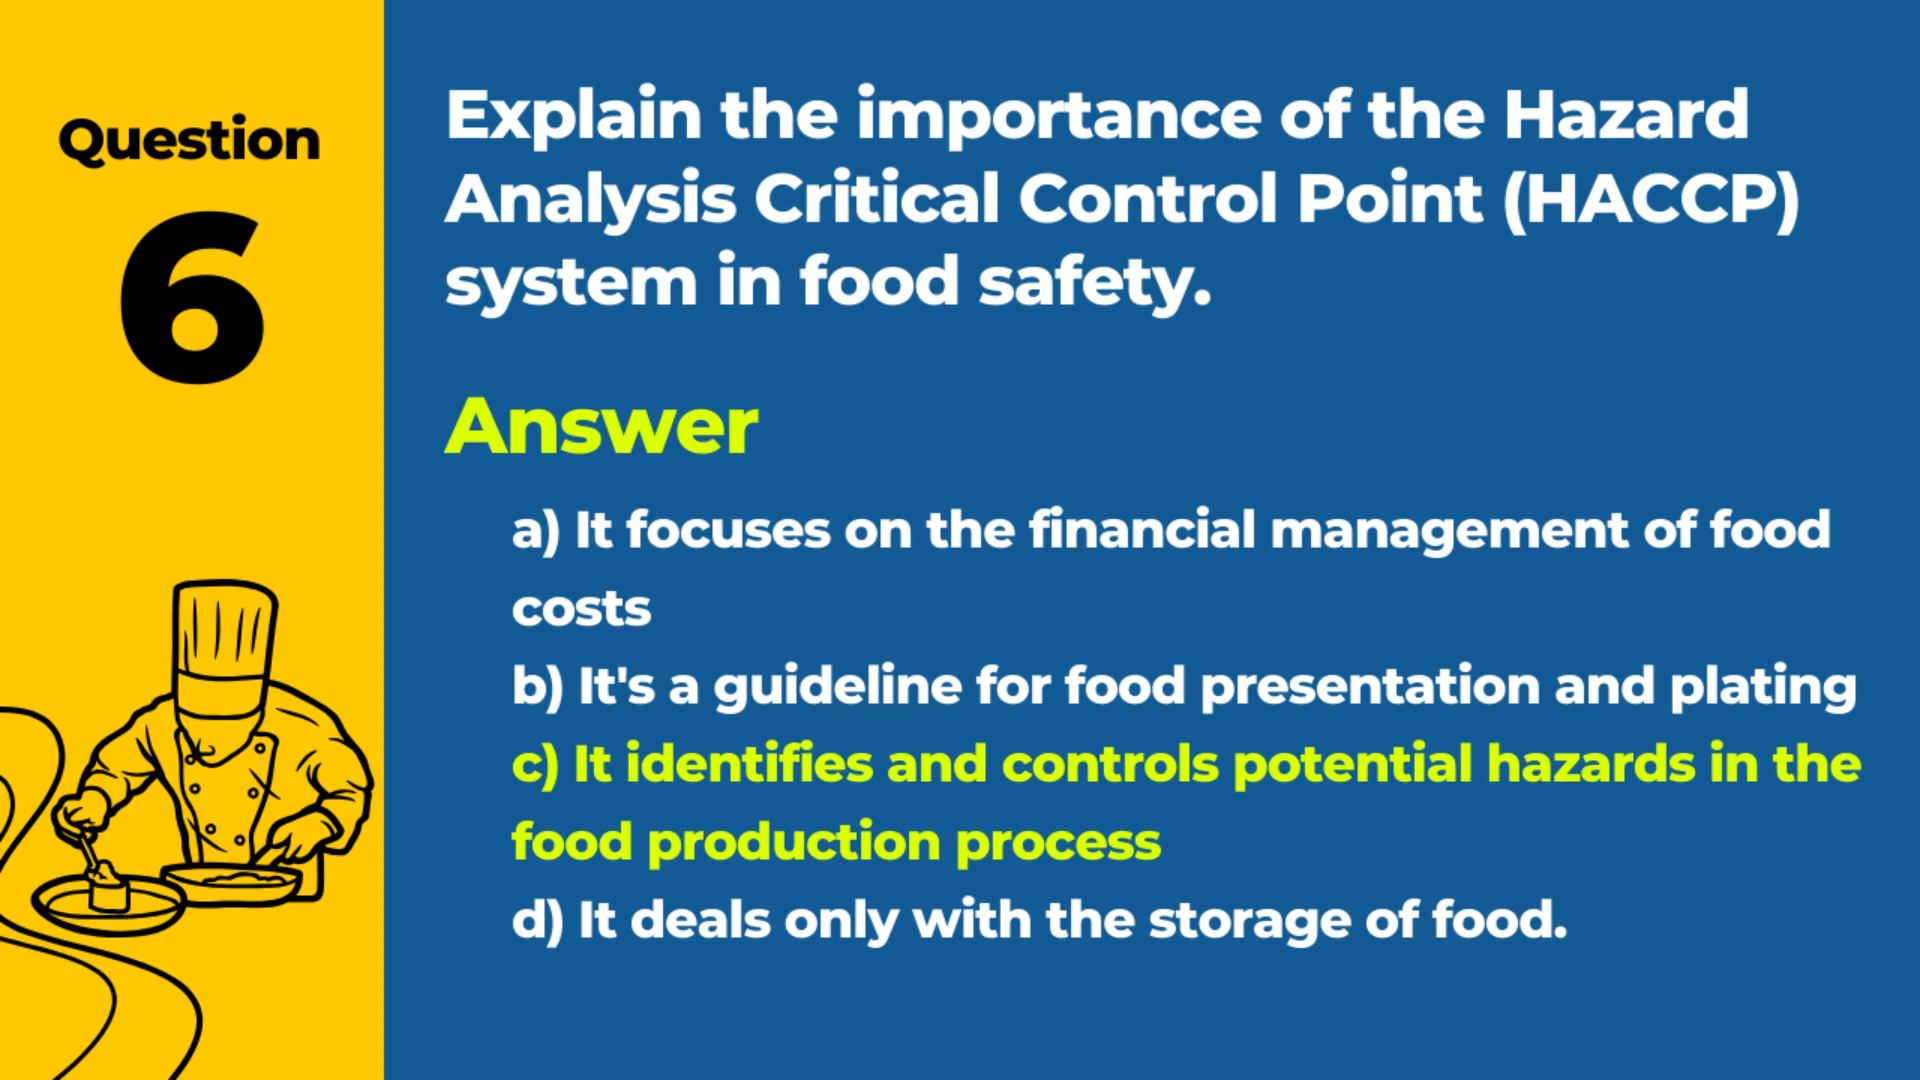 Question
6
Explain the importance of the Hazard
Analysis Critical Control Point (HACCP)
system in food safety.
Answer
a) It focuses on the financial management of food
costs
b) It's a guideline for food presentation and plating
c) It identifies and controls potential hazards in the
food production process
d) It deals only with the storage of food.